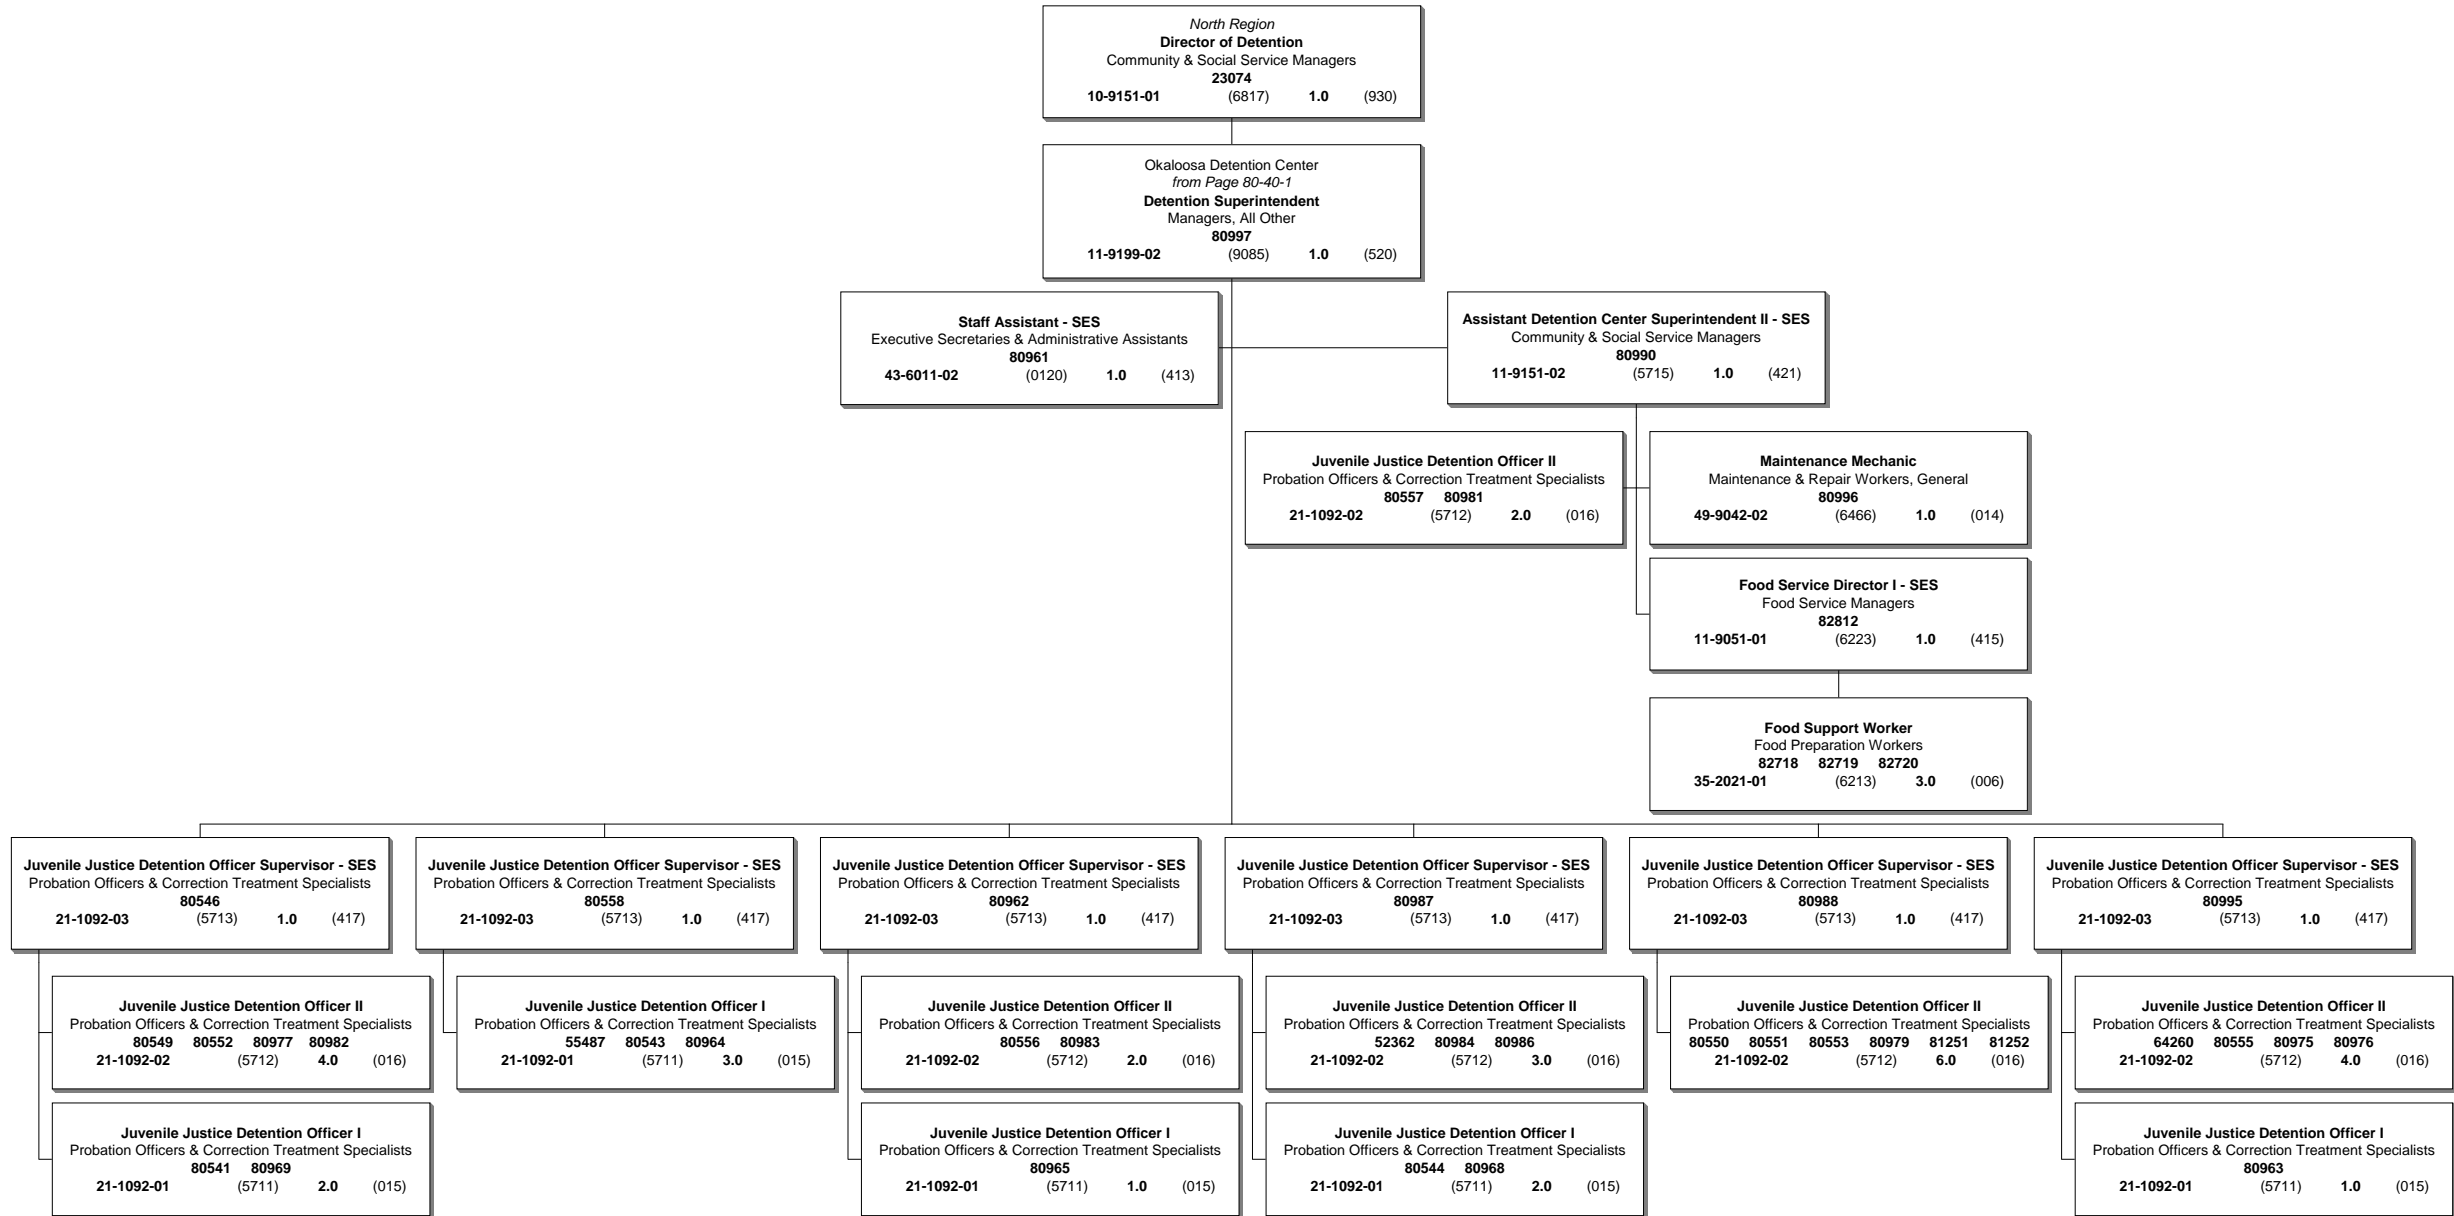 North Region
Director of Detention
Community & Social Service Managers
23074
10-9151-01 (6817) 1.0 (930)
Okaloosa Detention Center
from Page 80-40-1
Detention Superintendent
Managers, All Other
80997
11-9199-02 (9085) 1.0 (520)
Staff Assistant - SES
Executive Secretaries & Administrative Assistants
80961
43-6011-02 (0120) 1.0 (413)
Assistant Detention Center Superintendent II - SES
Community & Social Service Managers
80990
11-9151-02 (5715) 1.0 (421)
Juvenile Justice Detention Officer II
Probation Officers & Correction Treatment Specialists
80557 80981
21-1092-02 (5712) 2.0 (016)
Maintenance Mechanic
Maintenance & Repair Workers, General
80996
49-9042-02 (6466) 1.0 (014)
Food Service Director I - SES
Food Service Managers
82812
11-9051-01 (6223) 1.0 (415)
Food Support Worker
Food Preparation Workers
82718 82719 82720
35-2021-01 (6213) 3.0 (006)
Juvenile Justice Detention Officer Supervisor - SES
Probation Officers & Correction Treatment Specialists
80546
21-1092-03 (5713) 1.0 (417)
Juvenile Justice Detention Officer II
Probation Officers & Correction Treatment Specialists
80549 80552 80977 80982
21-1092-02 (5712) 4.0 (016)
Juvenile Justice Detention Officer I
Probation Officers & Correction Treatment Specialists
80541 80969
21-1092-01 (5711) 2.0 (015)
Juvenile Justice Detention Officer Supervisor - SES
Probation Officers & Correction Treatment Specialists
80558
21-1092-03 (5713) 1.0 (417)
Juvenile Justice Detention Officer I
Probation Officers & Correction Treatment Specialists
55487 80543 80964
21-1092-01 (5711) 3.0 (015)
Juvenile Justice Detention Officer Supervisor - SES
Probation Officers & Correction Treatment Specialists
80962
21-1092-03 (5713) 1.0 (417)
Juvenile Justice Detention Officer II
Probation Officers & Correction Treatment Specialists
80556 80983
21-1092-02 (5712) 2.0 (016)
Juvenile Justice Detention Officer I
Probation Officers & Correction Treatment Specialists
80965
21-1092-01 (5711) 1.0 (015)
Juvenile Justice Detention Officer Supervisor - SES
Probation Officers & Correction Treatment Specialists
80987
21-1092-03 (5713) 1.0 (417)
Juvenile Justice Detention Officer II
Probation Officers & Correction Treatment Specialists
52362 80984 80986
21-1092-02 (5712) 3.0 (016)
Juvenile Justice Detention Officer I
Probation Officers & Correction Treatment Specialists
80544 80968
21-1092-01 (5711) 2.0 (015)
Juvenile Justice Detention Officer Supervisor - SES
Probation Officers & Correction Treatment Specialists
80988
21-1092-03 (5713) 1.0 (417)
Juvenile Justice Detention Officer II
Probation Officers & Correction Treatment Specialists
80550 80551 80553 80979 81251 81252
21-1092-02 (5712) 6.0 (016)
Juvenile Justice Detention Officer Supervisor - SES
Probation Officers & Correction Treatment Specialists
80995
21-1092-03 (5713) 1.0 (417)
Juvenile Justice Detention Officer II
Probation Officers & Correction Treatment Specialists
64260 80555 80975 80976
21-1092-02 (5712) 4.0 (016)
Juvenile Justice Detention Officer I
Probation Officers & Correction Treatment Specialists
80963
21-1092-01 (5711) 1.0 (015)